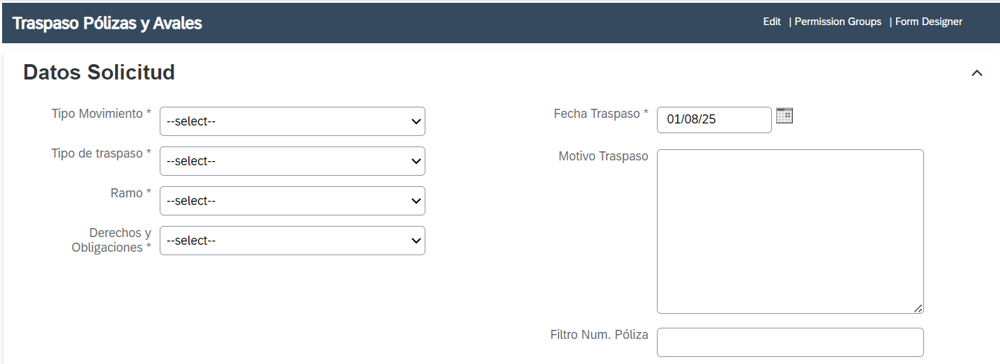 Traspaso Pólizas y Avales
Edit | Permission Groups | Form Designer
Datos Solicitud
Tipo Movimiento *
--select--
Tipo de traspaso *
--select--
Ramo *
--select--
Derechos y
Obligaciones *
--select--
Fecha Traspaso *
01/08/25
Motivo Traspaso
Filtro Num. Póliza